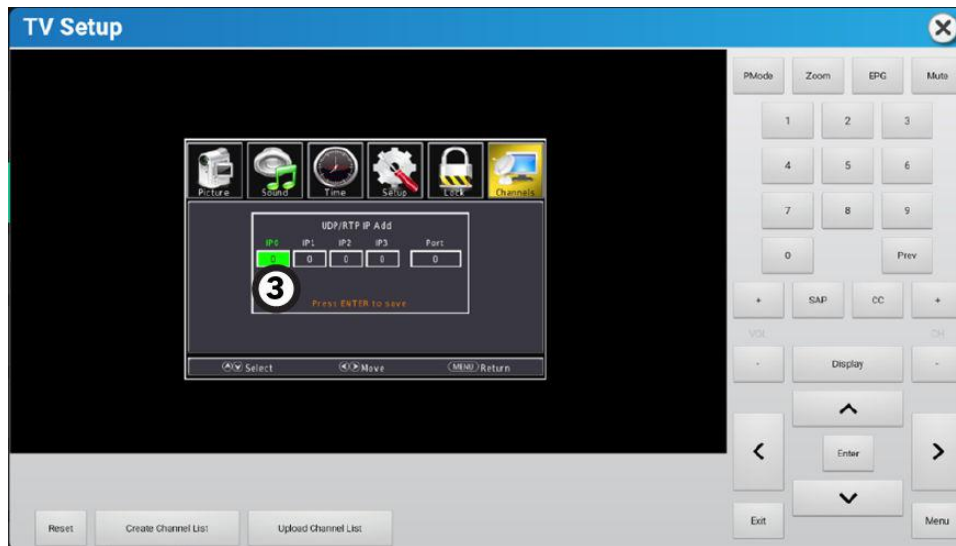 TV Setup
PMode Zoom EPG Mute
1 2 3
4 5 6
7 8 9
0 Prev
+ SAP CC +
VOL CH
- Display -
Enter
Exit Menu
Picture Sound Time Setup Lock Channels
UDP/RTP IP Add
IP0 IP1 IP2 IP3 Port
0 0 0 0 0
3
Press ENTER to save
Select Move MENU Return
Reset Create Channel List Upload Channel List